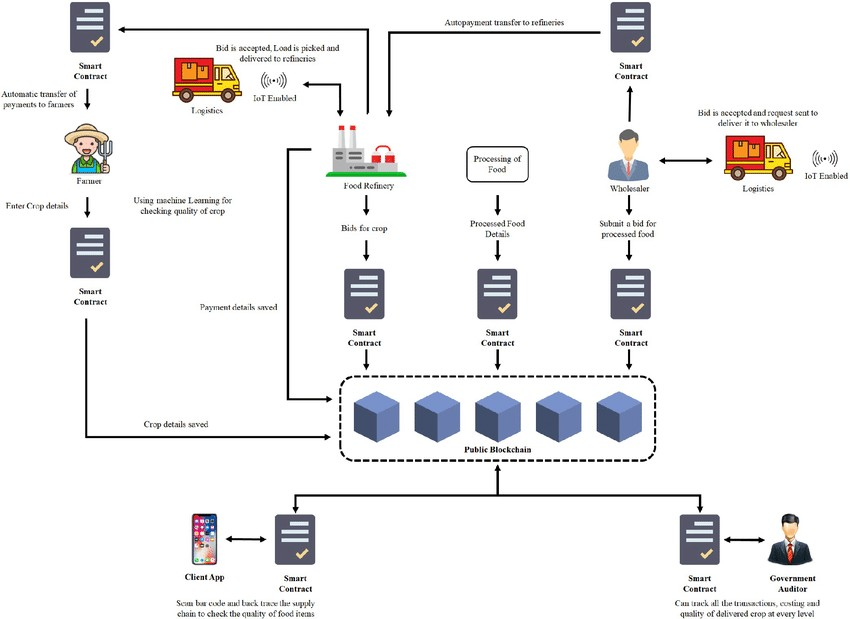 Autopayment transfer to refineries
Bid is accepted, Load is picked and
delivered to refineries
Smart
Contract
Smart
Contract
Automatic transfer of
payments to farmers
Logistics
IoT Enabled
Bid is accepted and request sent to
deliver it to wholesaler
Farmer
Food Refinery
Processing of
Food
Wholesaler
Logistics
IoT Enabled
Enter Crop details
Using machine Learning for
checking quality of crop
Bids for crop
Processed Food
Details
Submit a bid for
processed food
Smart
Contract
Payment details saved
Smart
Contract
Smart
Contract
Smart
Contract
Crop details saved
Public Blockchain
Client App
Smart
Contract
Smart
Contract
Government
Auditor
Scan bar code and back trace the supply
chain to check the quality of food items
Can track all the transactions, costing and
quality of delivered crop at every level